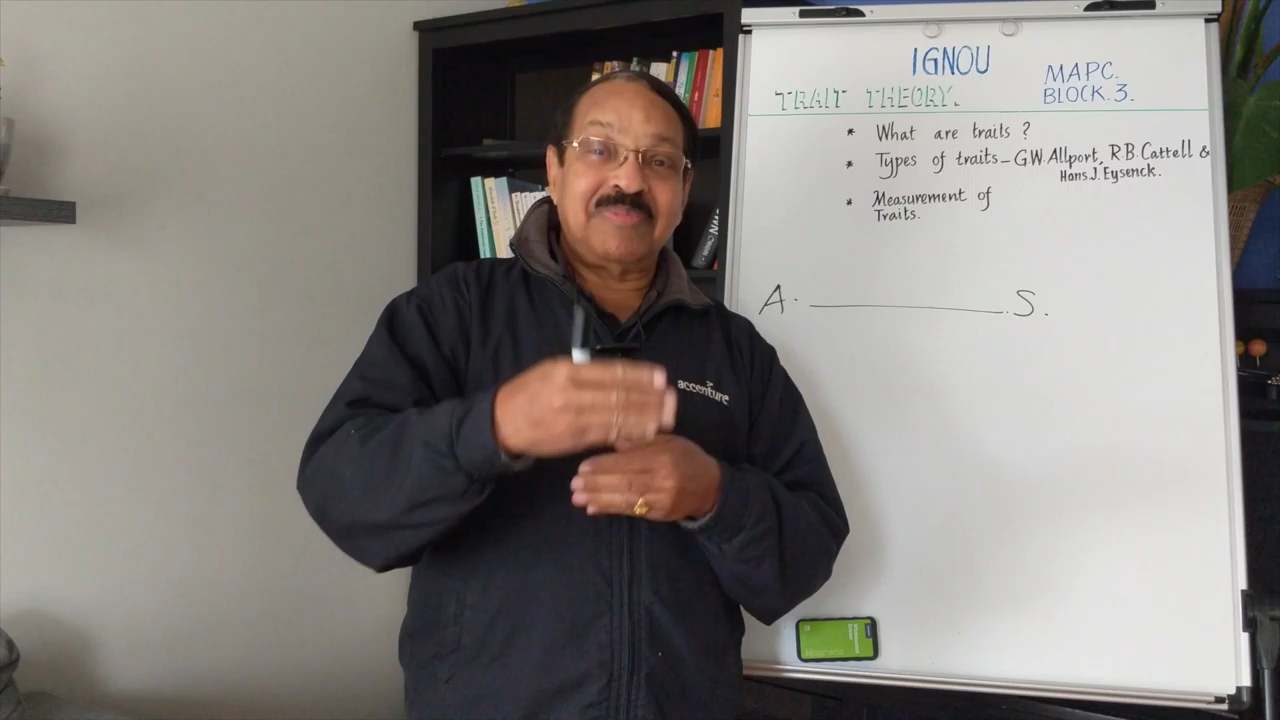 IGNOU
MAPC.
BLOCK.3.
TRAIT THEORY.
* What are traits ?
* Types of traits - G.W. Allport, R.B. Cattell &
Hans.J. Eysenck.
* Measurement of
Traits.
A. S.
accenture